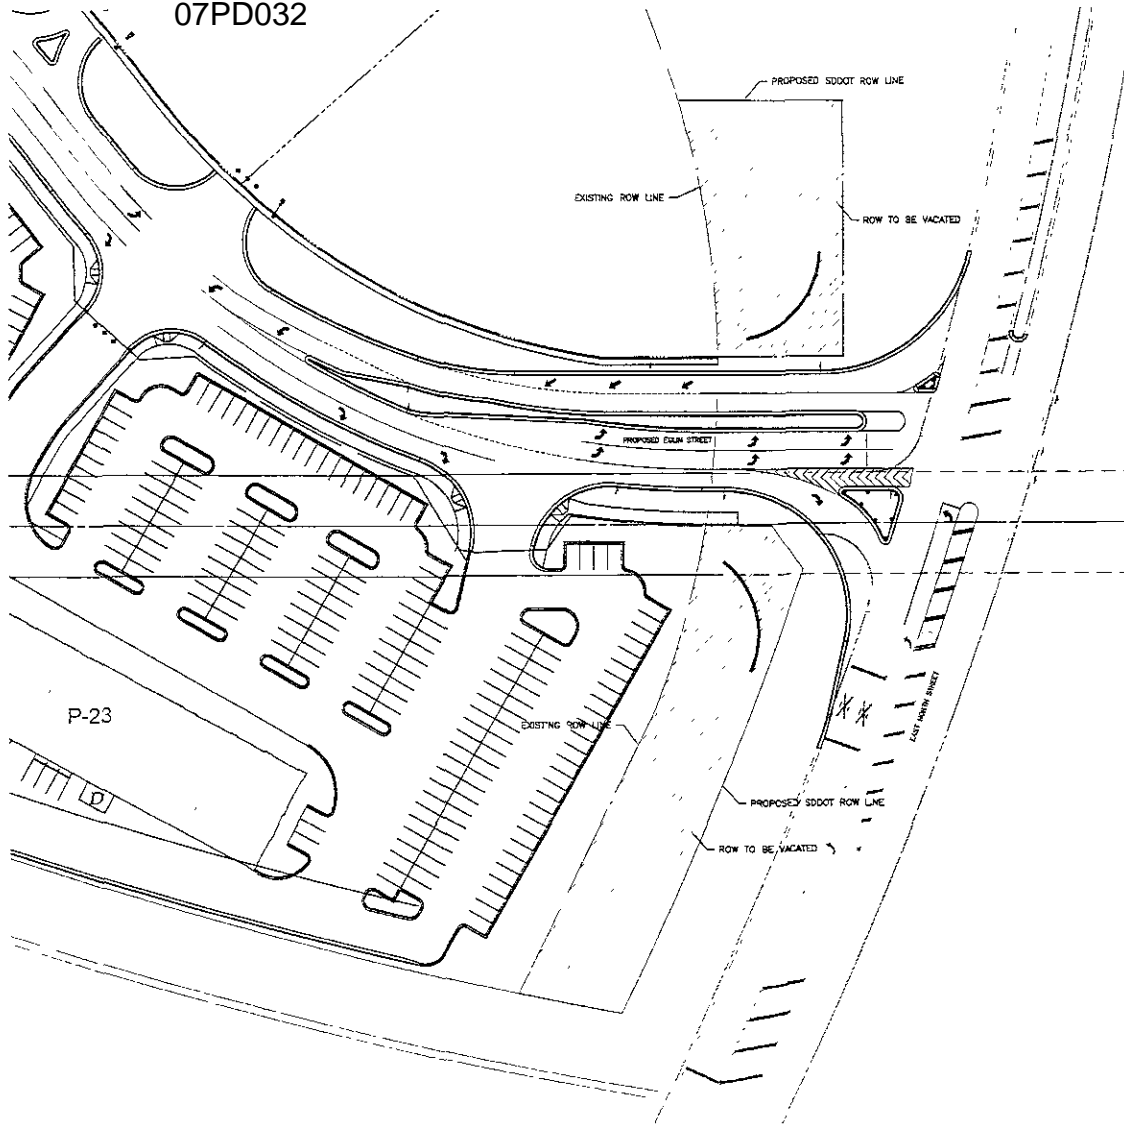 07PD032
PROPOSED SDDOT ROW LINE
EXISTING ROW LINE
ROW TO BE VACATED
PROPOSED EGLIN STREET
EAST NORTH STREET
P-23
EXISTING ROW LINE
PROPOSED SDDOT ROW LINE
ROW TO BE VACATED
D